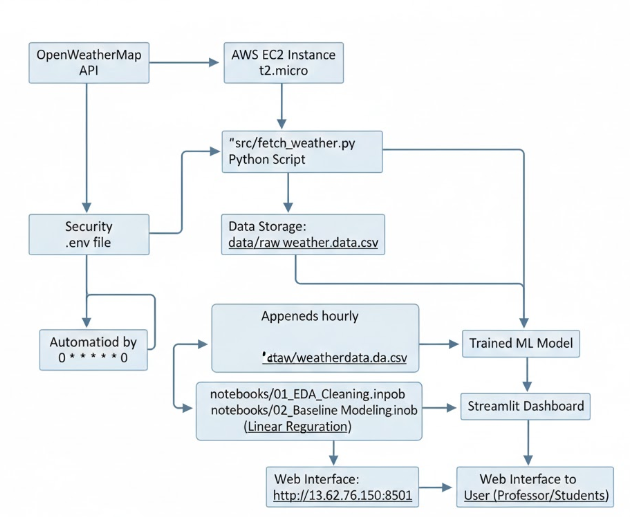 OpenWeatherMap
API
AWS EC2 Instance
t2.micro
"src/fetch_weather.py
Python Script
Security
.env file
Data Storage:
data/raw weather.data.csv
Automatiod by
0 * * * * * 0
Appeneds hourly
'dtaw/weatherdata.da.csv
Trained ML Model
notebooks/01_EDA_Cleaning.inpob
notebooks/02_Baseline Modeling inob
(Linear Reguration)
Streamlit Dashboard
Web Interface:
http://13.62.76.150:8501
Web Interface to
User (Professor/Students)